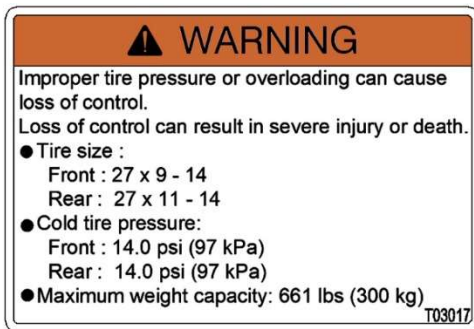 WARNING
Improper tire pressure or overloading can cause
loss of control.
Loss of control can result in severe injury or death.
● Tire size :
Front : 27 x 9 - 14
Rear : 27 x 11 - 14
● Cold tire pressure:
Front : 14.0 psi (97 kPa)
Rear : 14.0 psi (97 kPa)
● Maximum weight capacity: 661 lbs (300 kg)
T03017